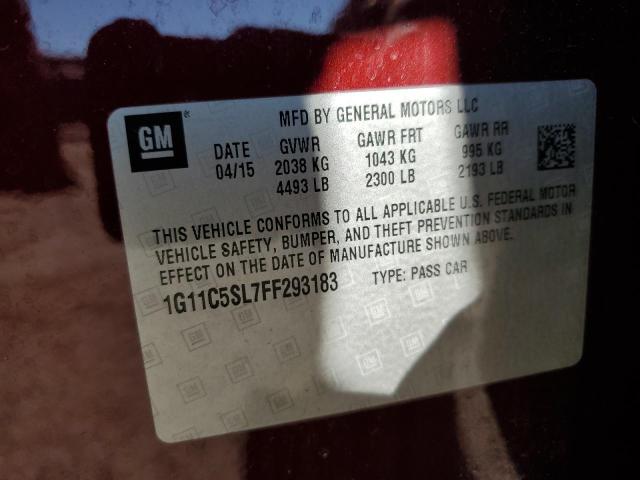 GM
MFD BY GENERAL MOTORS LLC
DATE GVWR GAWR FRT GAWR RR
04/15 2038 KG 1043 KG 995 KG
4493 LB 2300 LB 2193 LB
THIS VEHICLE CONFORMS TO ALL APPLICABLE U.S. FEDERAL MOTOR
VEHICLE SAFETY, BUMPER, AND THEFT PREVENTION STANDARDS IN
EFFECT ON THE DATE OF MANUFACTURE SHOWN ABOVE.
1G11C5SL7FF293183 TYPE: PASS CAR